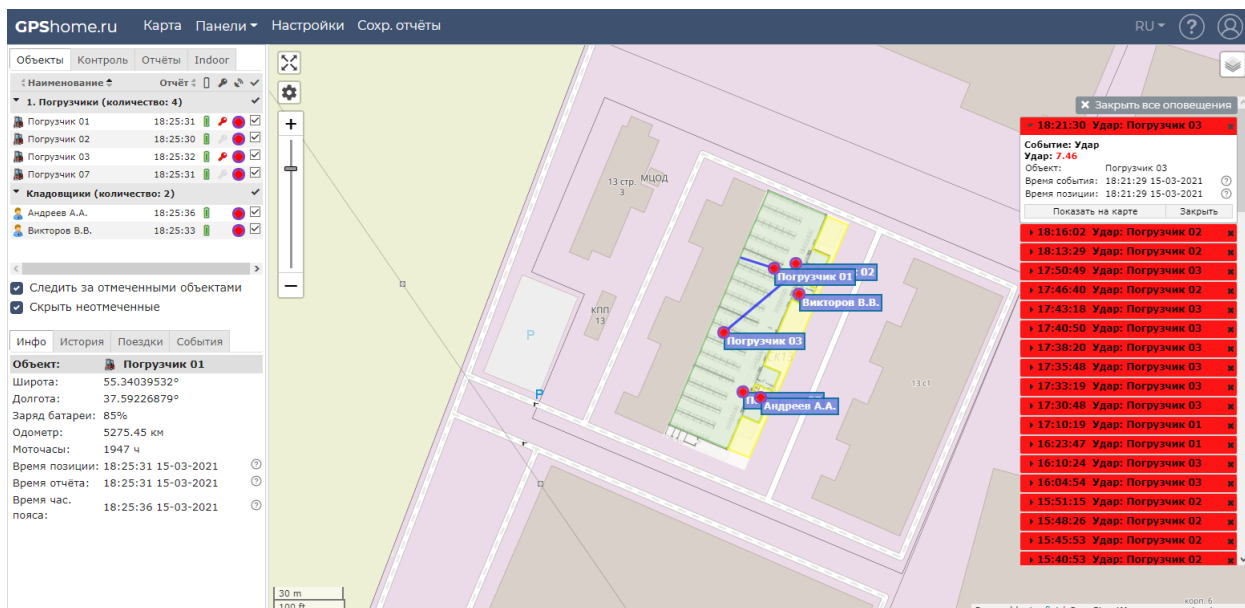 GPShome.ru Карта Панели Настройки Сохр. отчёты RU ?
Объекты Контроль Отчёты Indoor
Наименование Отчёт
1. Погрузчики (количество: 4)
Погрузчик 01 18:25:31
Погрузчик 02 18:25:30
Погрузчик 03 18:25:32
Погрузчик 07 18:25:31
Кладовщики (количество: 2)
Андреев А.А. 18:25:36
Викторов В.В. 18:25:33
Следить за отмеченными объектами
Скрыть неотмеченные
Инфо История Поездки События
Объект: Погрузчик 01
Широта: 55.34039532°
Долгота: 37.59226879°
Заряд батареи: 85%
Одометр: 5275.45 км
Моточасы: 1947 ч
Время позиции: 18:25:31 15-03-2021 ?
Время отчёта: 18:25:31 15-03-2021 ?
Время час.
пояса: 18:25:36 15-03-2021 ?
+
−
13 стр.
3
МЦОД
КПП
13
P
P
Погрузчик 01
02
Викторов В.В.
Погрузчик 03
Андреев А.А.
13 с1
30 m
100 ft
корп. 6
Закрыть все оповещения
18:21:30 Удар: Погрузчик 03
Событие: Удар
Удар: 7.46
Объект: Погрузчик 03
Время события: 18:21:29 15-03-2021 ?
Время позиции: 18:21:29 15-03-2021 ?
Показать на карте Закрыть
18:16:02 Удар: Погрузчик 02
18:13:29 Удар: Погрузчик 02
17:50:49 Удар: Погрузчик 03
17:46:40 Удар: Погрузчик 02
17:43:18 Удар: Погрузчик 03
17:40:50 Удар: Погрузчик 03
17:38:20 Удар: Погрузчик 03
17:35:48 Удар: Погрузчик 03
17:33:19 Удар: Погрузчик 03
17:30:48 Удар: Погрузчик 03
17:10:19 Удар: Погрузчик 01
16:23:47 Удар: Погрузчик 01
16:10:24 Удар: Погрузчик 03
16:04:54 Удар: Погрузчик 03
15:51:15 Удар: Погрузчик 02
15:48:26 Удар: Погрузчик 02
15:45:53 Удар: Погрузчик 02
15:40:53 Удар: Погрузчик 02